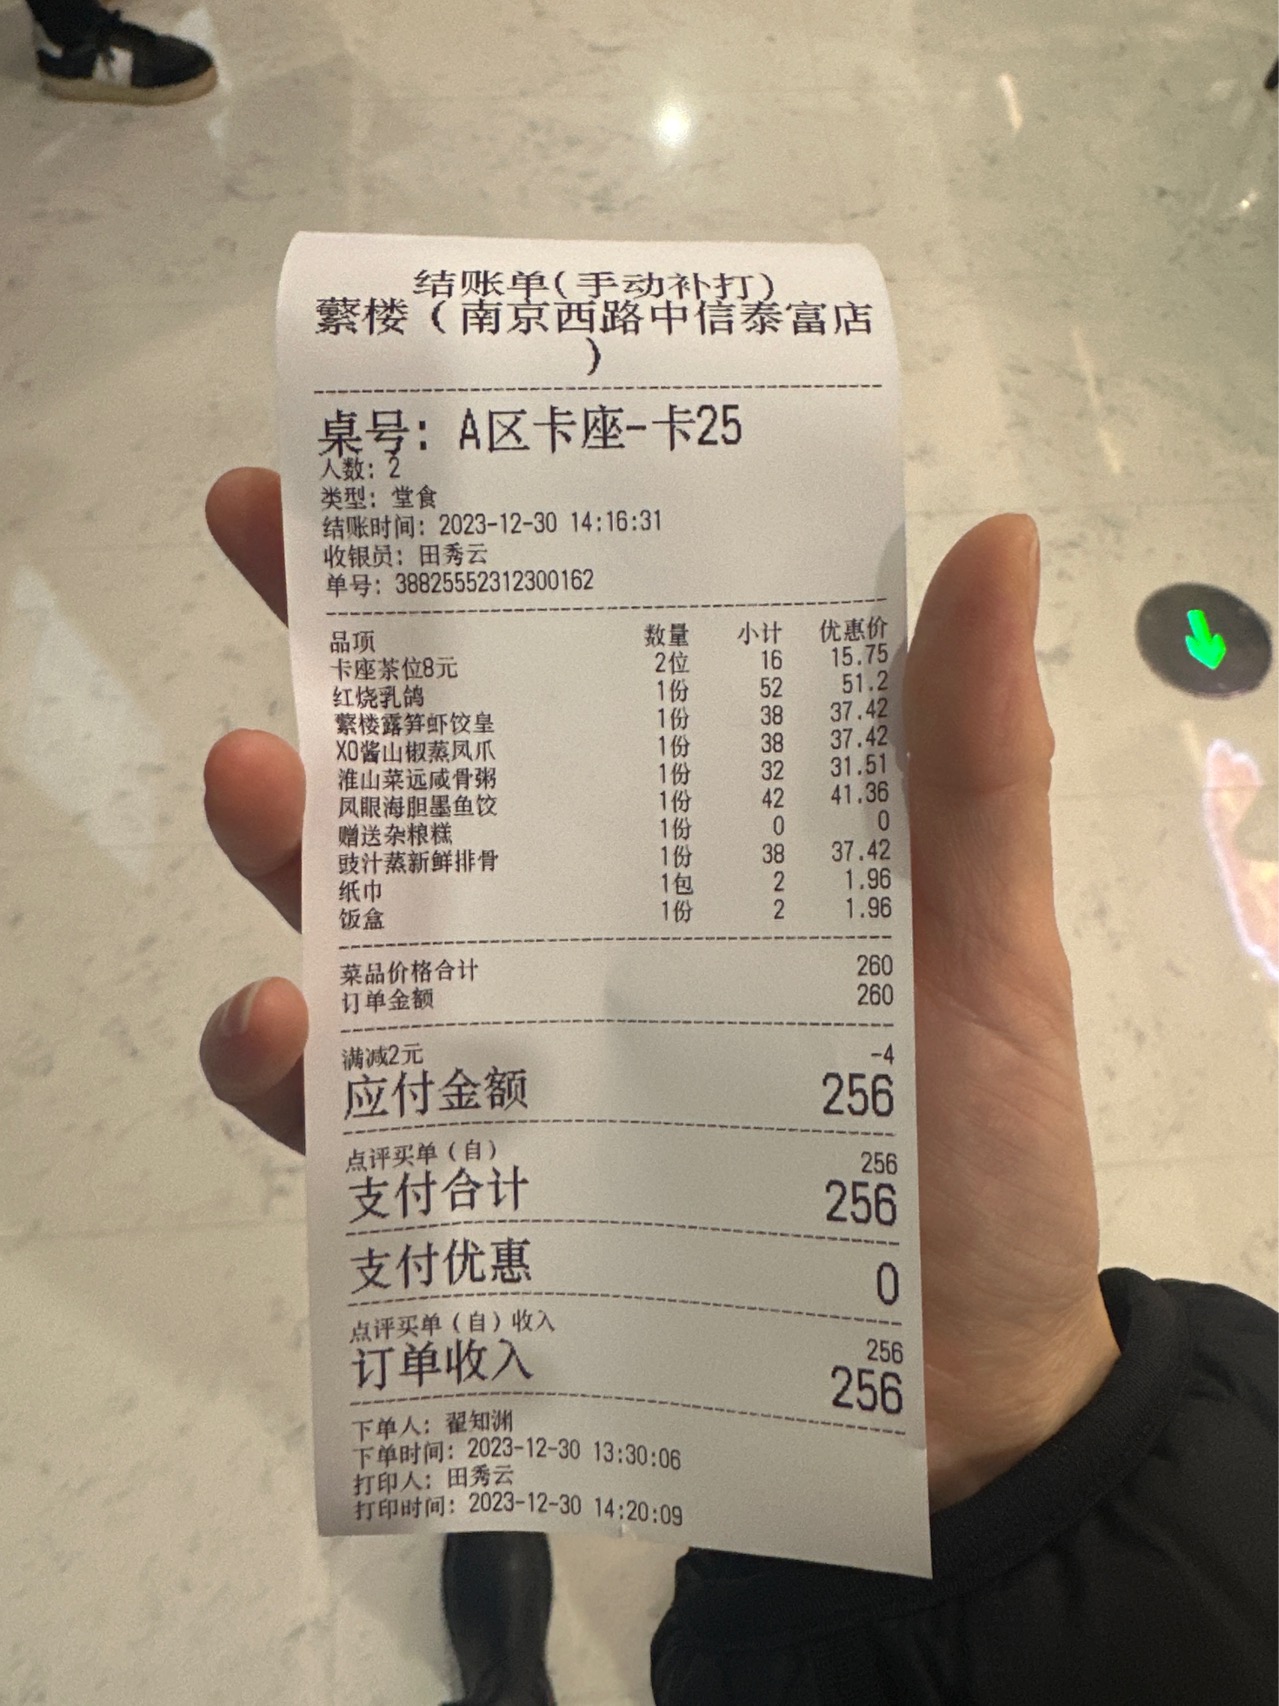 结账单(手动补打)
蘩楼(南京西路中信泰富店
)
桌号: A区卡座-卡25
人数: 2
类型: 堂食
结账时间: 2023-12-30 14:16:31
收银员: 田秀云
单号: 38825552312300162
品项 数量 小计 优惠价
卡座茶位8元 2位 16 15.75
红烧乳鸽 1份 52 51.2
蘩楼露笋虾饺皇 1份 38 37.42
XO酱山椒蒸凤爪 1份 38 37.42
淮山菜远咸骨粥 1份 32 31.51
凤眼海胆墨鱼饺 1份 42 41.36
赠送杂粮糕 1份 0 0
豉汁蒸新鲜排骨 1份 38 37.42
纸巾 1包 2 1.96
饭盒 1份 2 1.96
菜品价格合计 260
订单金额 260
满减2元 -4
应付金额 256
点评买单(自) 256
支付合计 256
支付优惠 0
点评买单(自)收入 256
订单收入 256
下单人: 翟知渊
下单时间: 2023-12-30 13:30:06
打印人: 田秀云
打印时间: 2023-12-30 14:20:09